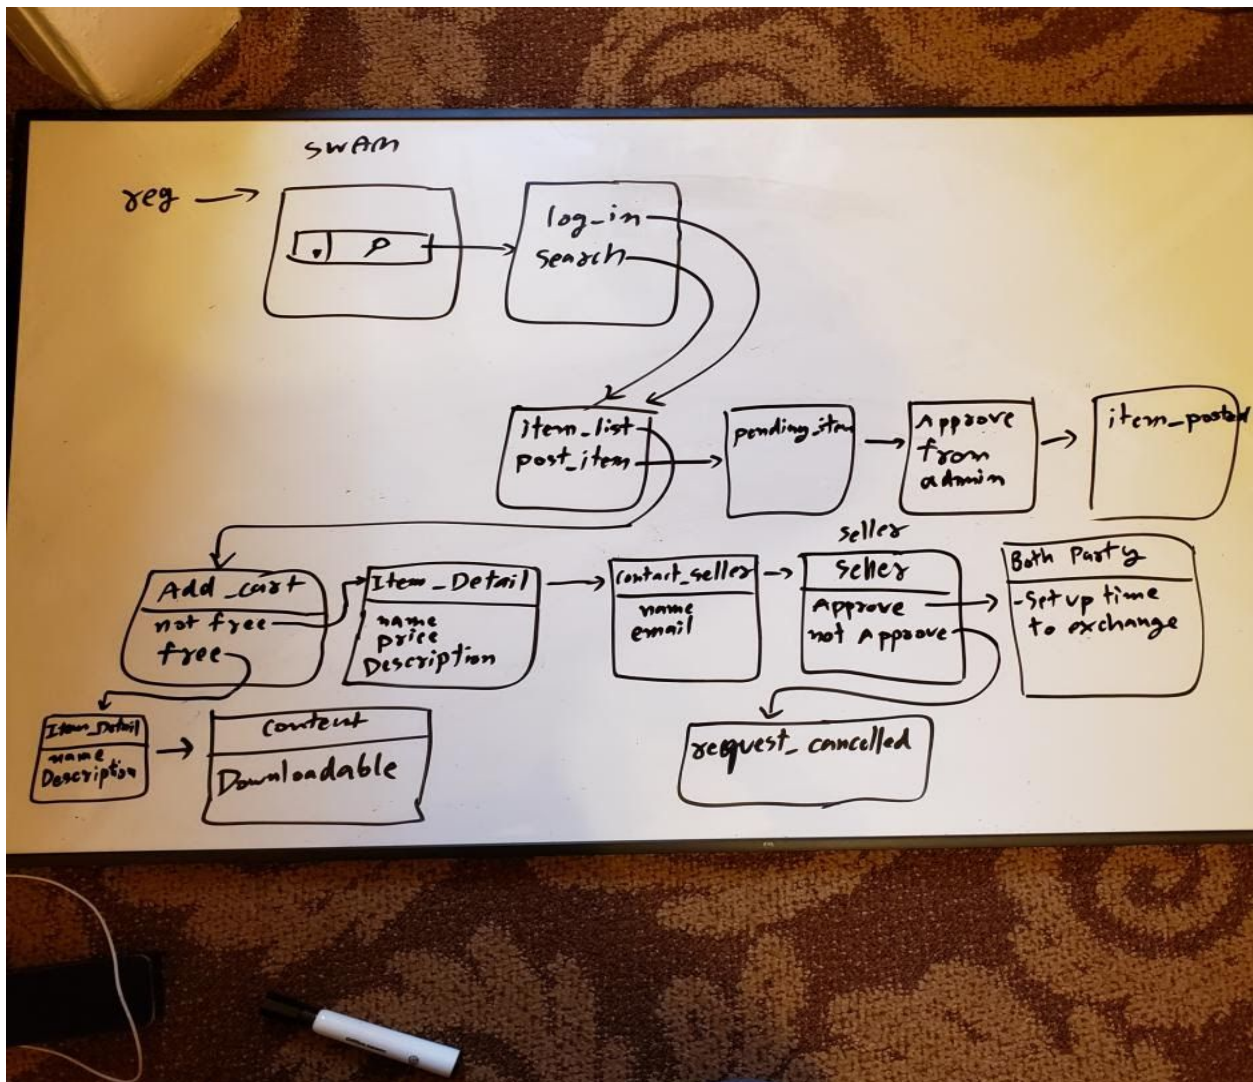 SWAM
reg
log_in
search
item_list
post_item
pending_item
Approve
from
admin
item_posted
Add_cart
not free
free
Item_Detail
name
price
Description
contact_seller
name
email
seller
seller
Approve
not Approve
Both Party
-Set up time
to exchange
Item_Detail
name
Description
content
Downloadable
request_cancelled